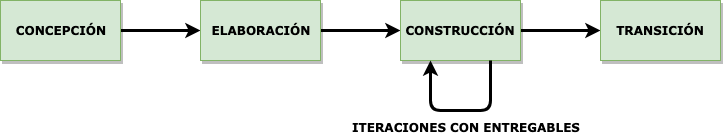 CONCEPCIÓN
ELABORACIÓN
CONSTRUCCIÓN
TRANSICIÓN
ITERACIONES CON ENTREGABLES